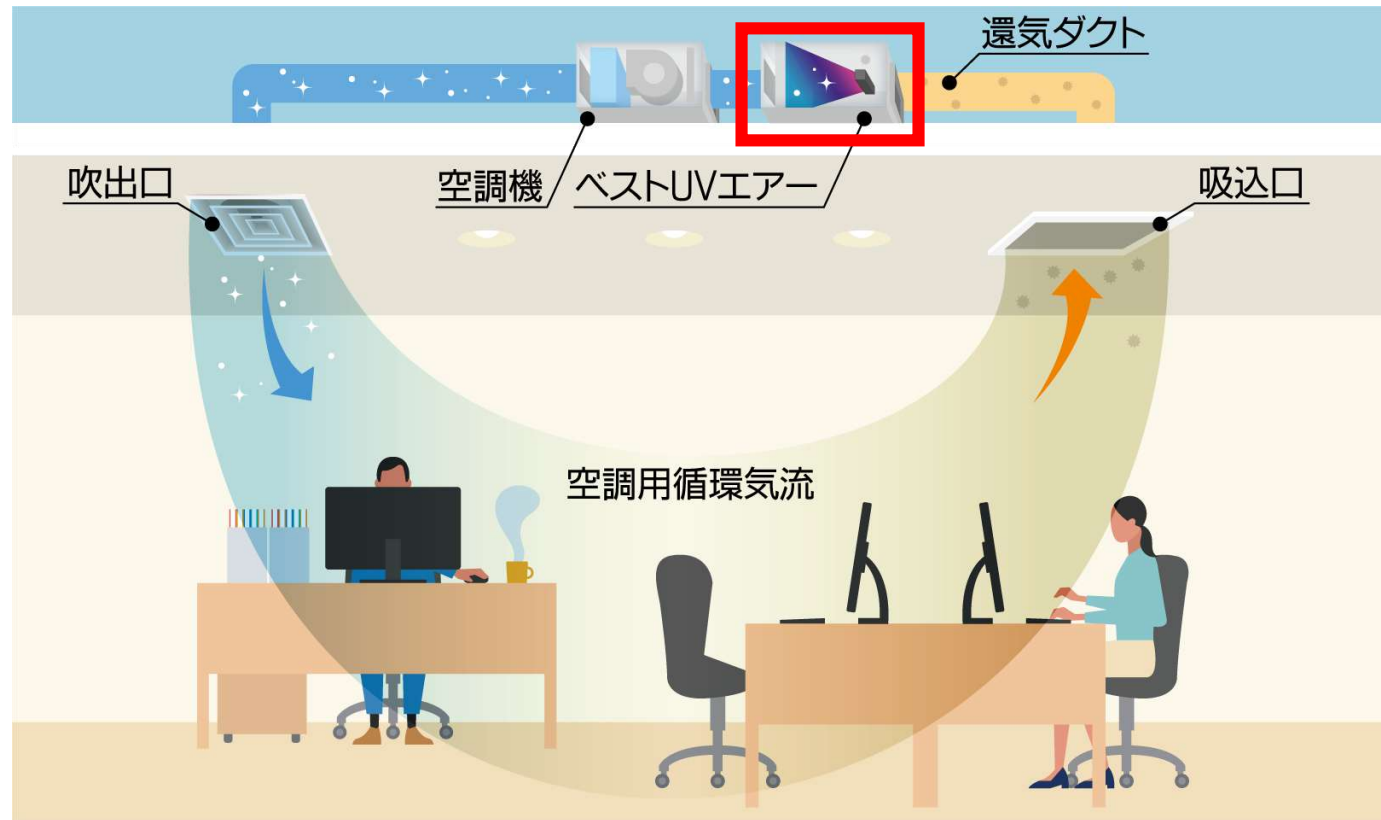 還気ダクト
吹出口
空調機
ベストUVエアー
吸込口
空調用循環気流